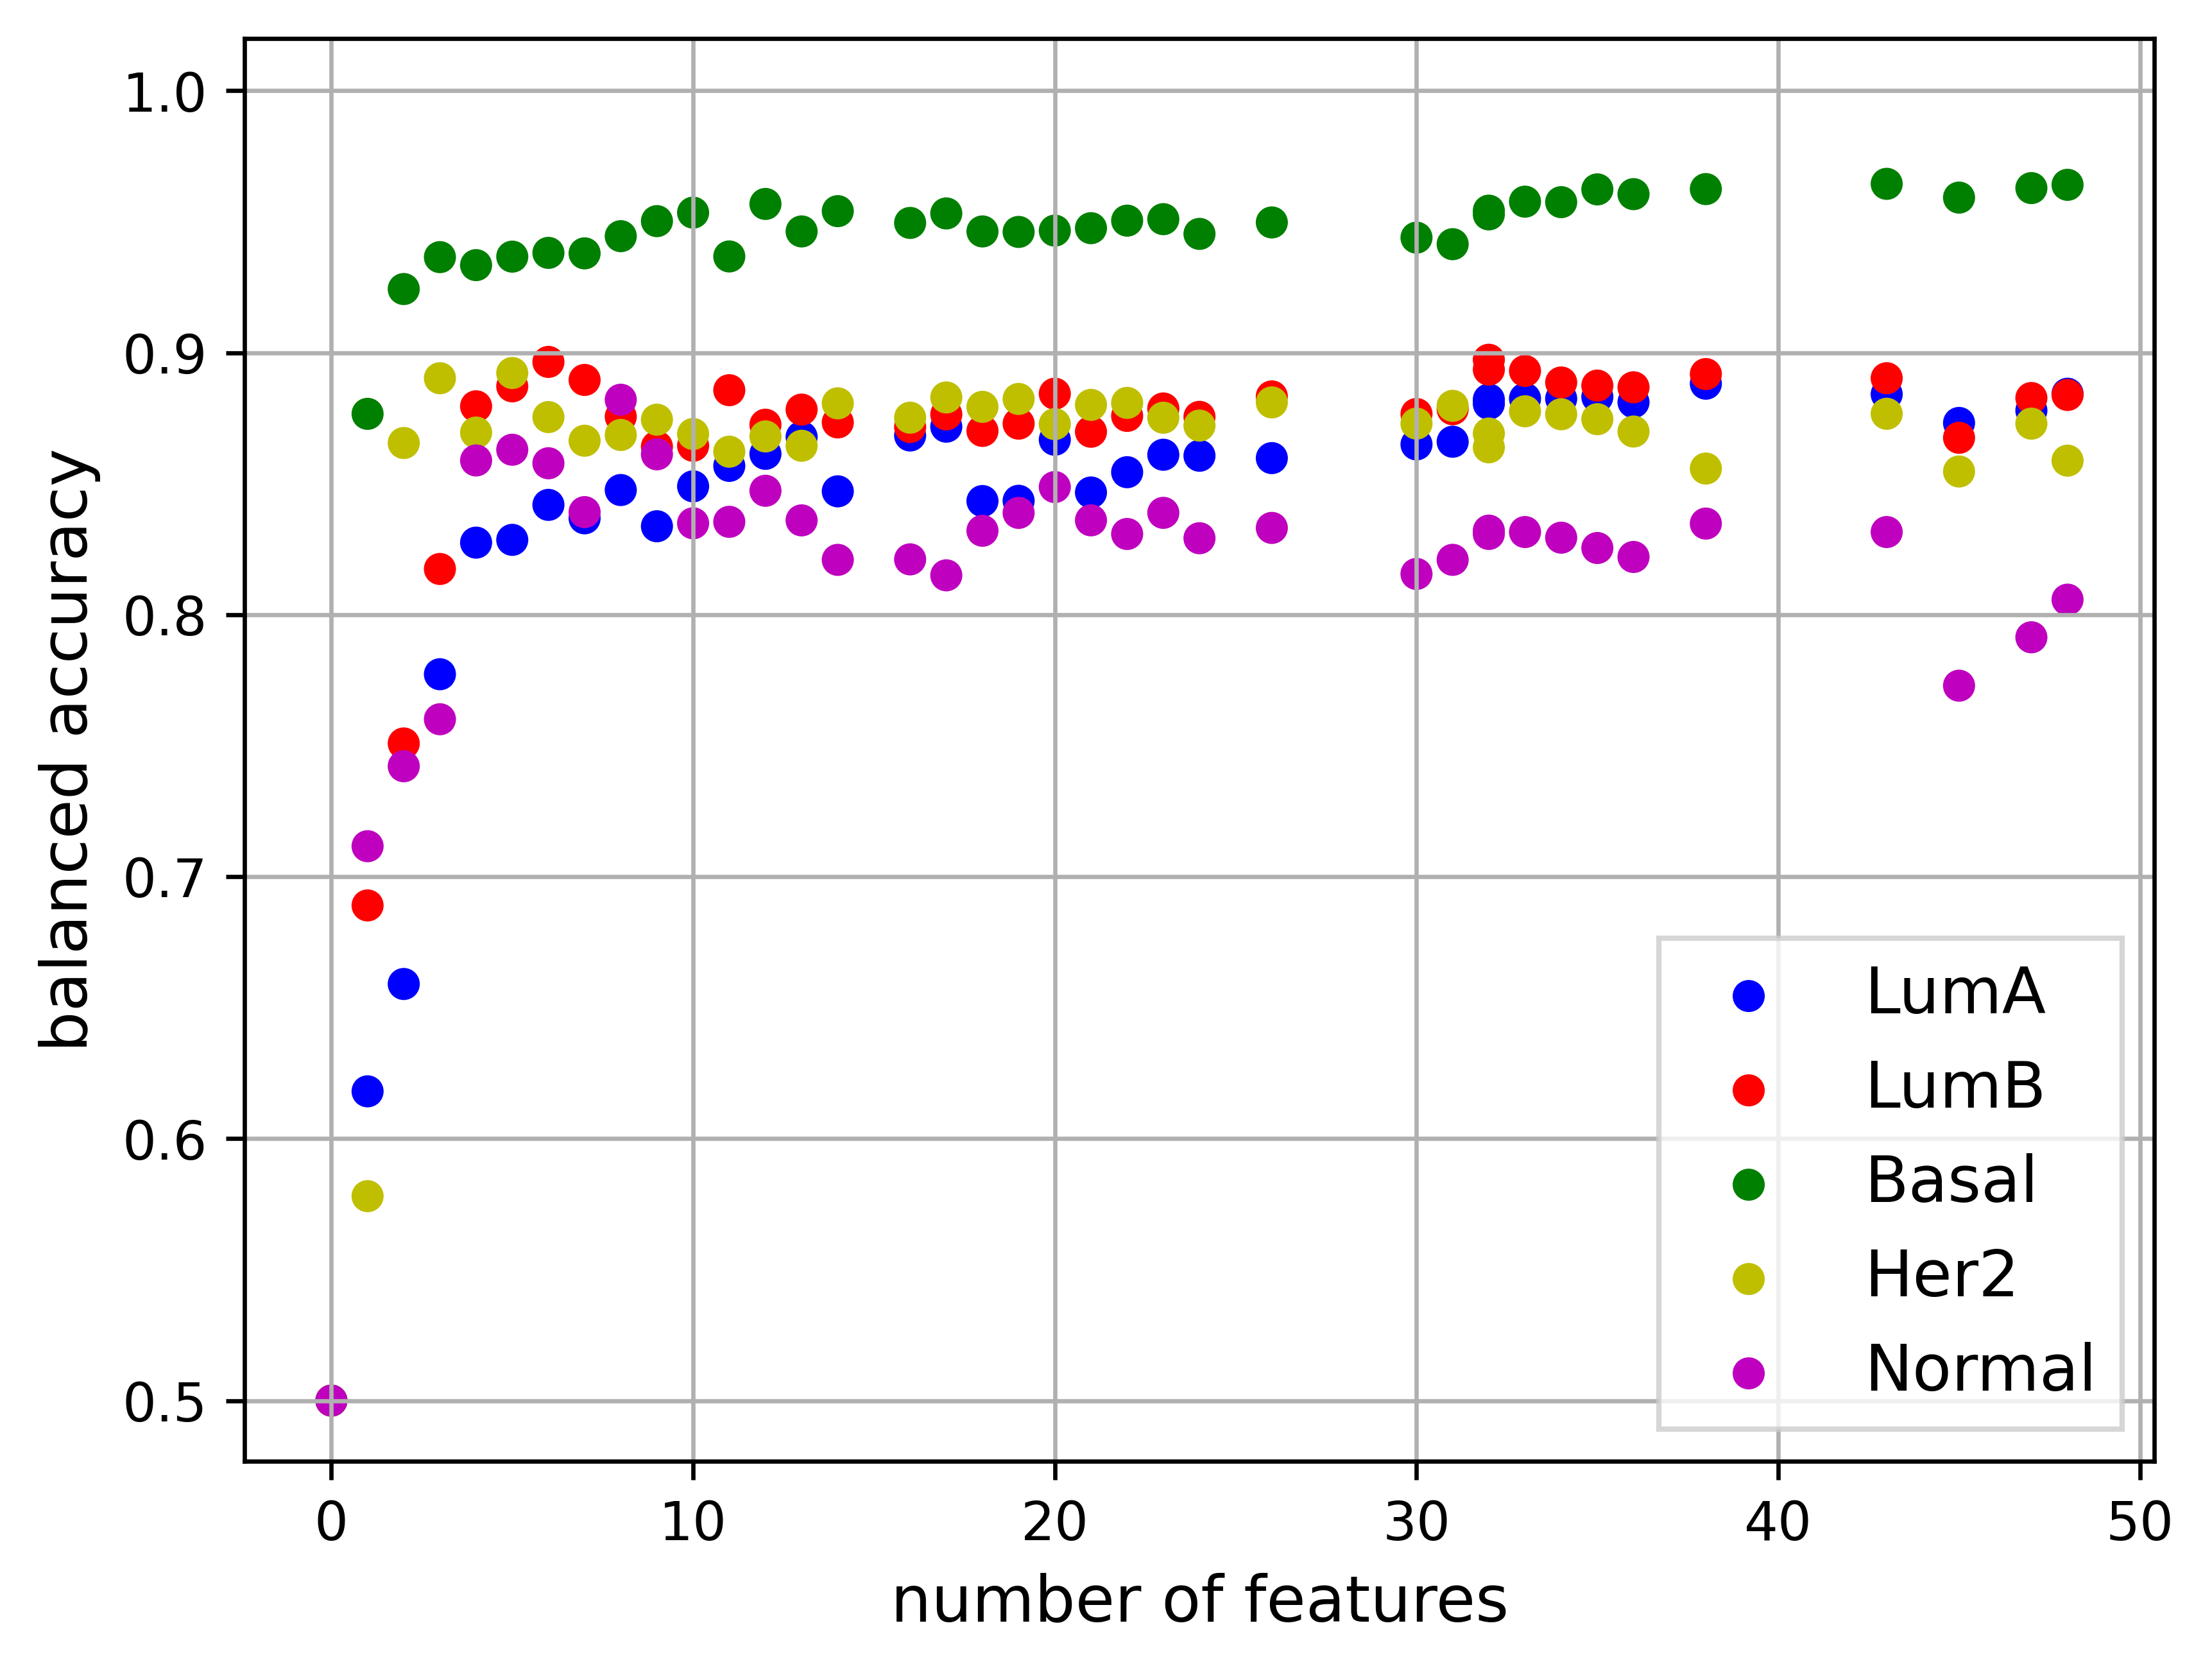 balanced accuracy
1.0
0.9
0.8
0.7
0.6
0.5
0 10 20 30 40 50
number of features
LumA
LumB
Basal
Her2
Normal